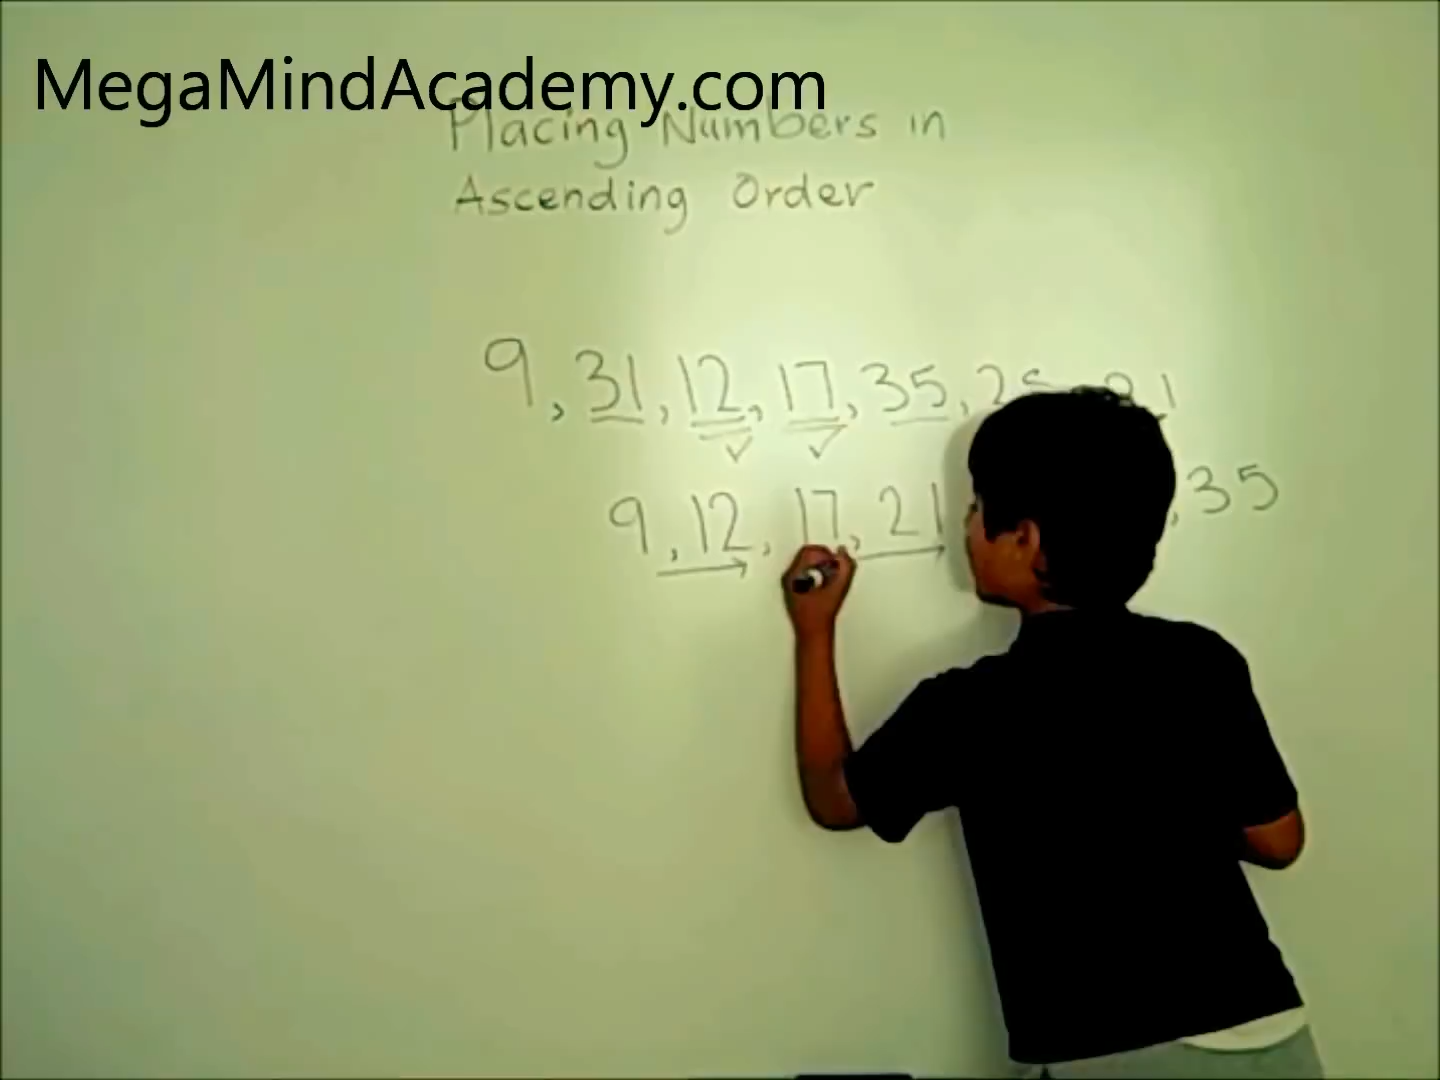 MegaMindAcademy.com
Placing Numbers in
Ascending Order
9, 31, 12, 17, 35,
9, 12, 17, 21 , 35